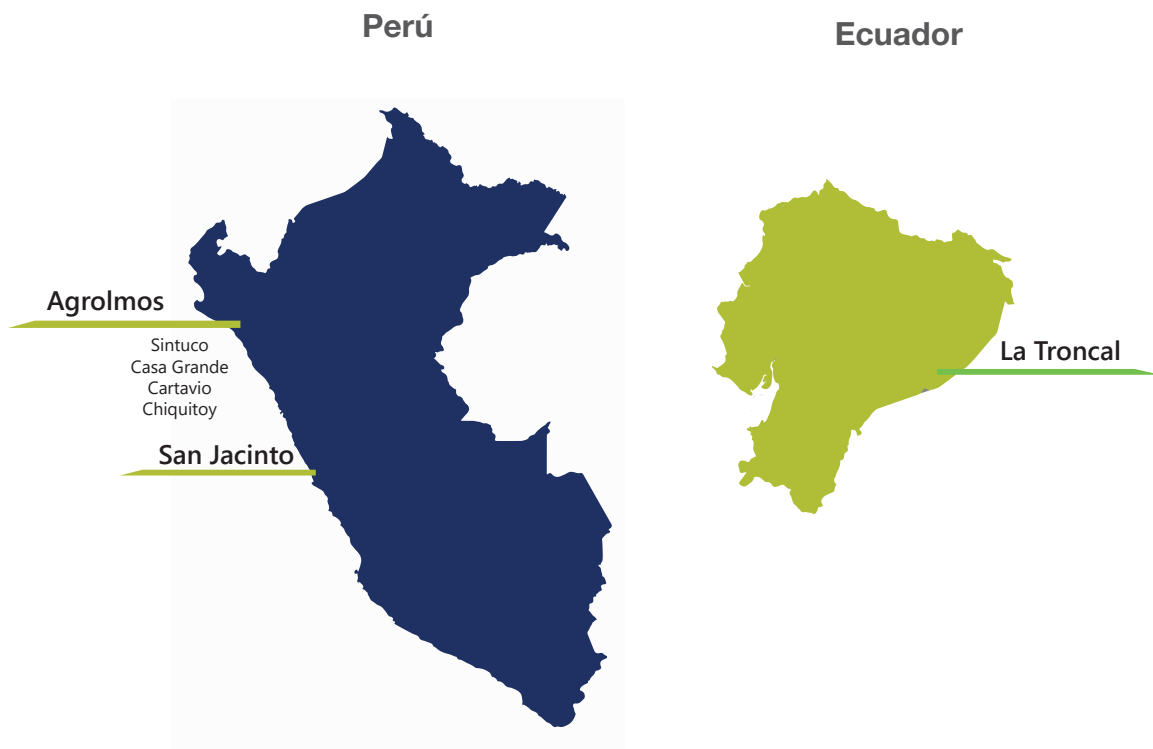 Perú
Ecuador
Agrolmos
Sintuco
Casa Grande
Cartavio
Chiquitoy
San Jacinto
La Troncal